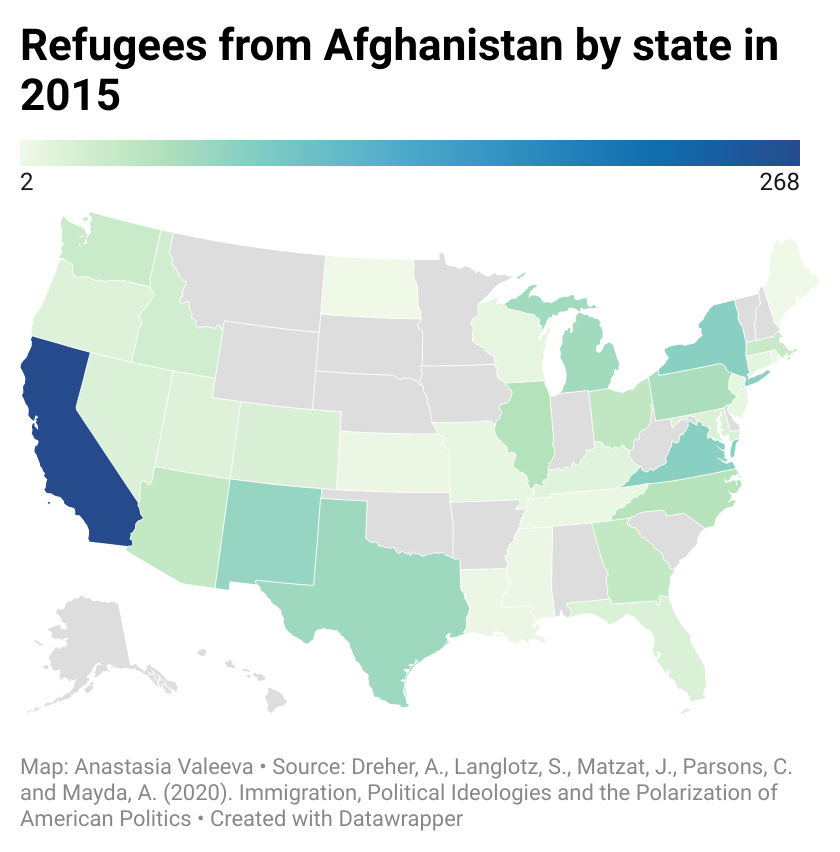 Refugees from Afghanistan by state in
2015
2
268
Map: Anastasia Valeeva • Source: Dreher, A., Langlotz, S., Matzat, J., Parsons, C.
and Mayda, A. (2020). Immigration, Political Ideologies and the Polarization of
American Politics • Created with Datawrapper